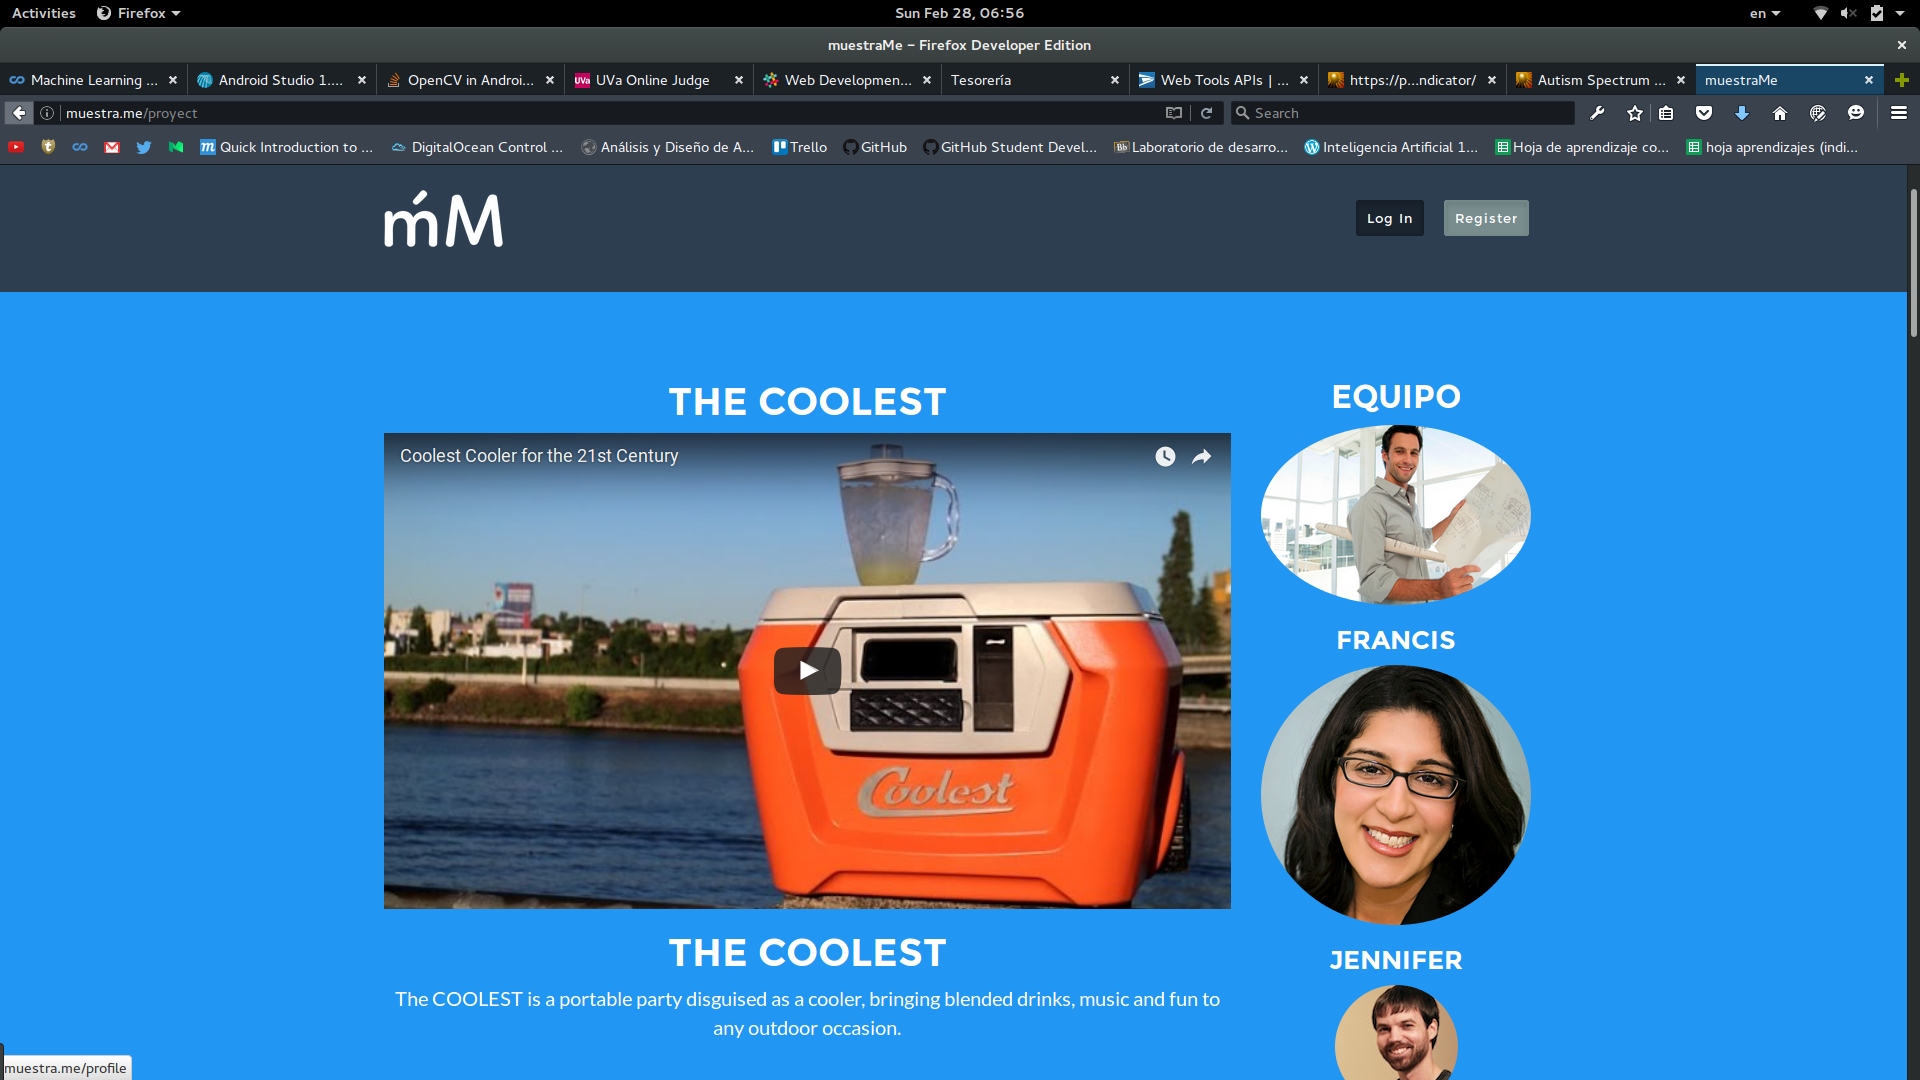 Activities Firefox Sun Feb 28, 06:56 en
muestraMe – Firefox Developer Edition
Machine Learning ... Android Studio 1.... OpenCV in Androi... UVa UVa Online Judge Web Developmen... Tesorería Web Tools APIs | ... https://p...ndicator/ Autism Spectrum ... muestraMe
muestra.me/proyect Search
Quick Introduction to ... DigitalOcean Control ... Análisis y Diseño de A... Trello GitHub GitHub Student Devel... Bb Laboratorio de desarro... Inteligencia Artificial 1... Hoja de aprendizaje co... hoja aprendizajes (indi...
ḿM Log In Register
THE COOLEST
Coolest Cooler for the 21st Century
Coolest
THE COOLEST
The COOLEST is a portable party disguised as a cooler, bringing blended drinks, music and fun to
any outdoor occasion.
EQUIPO
FRANCIS
JENNIFER
muestra.me/profile